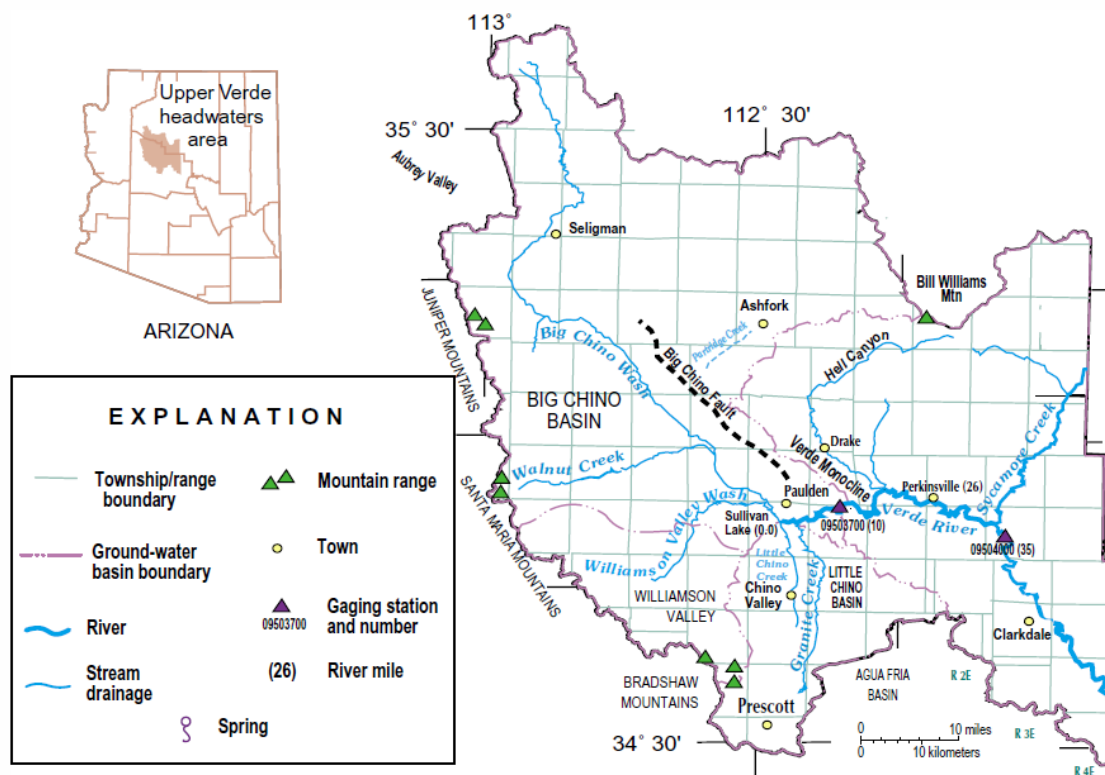 113°
Upper Verde
headwaters
area
ARIZONA
35° 30'
112° 30'
Aubrey Valley
Seligman
Bill Williams
Mtn
Ashfork
JUNIPER MOUNTAINS
Big Chino Wash
Partridge Creek
Hell Canyon
Big Chino Fault
BIG CHINO
BASIN
Drake
Verde Monocline
Sycamore Creek
Walnut Creek
SANTA MARIA MOUNTAINS
Paulden
Perkinsville (26)
Williamson Valley Wash
Sullivan
Lake (0.0)
09503700 (10)
Verde River
09504000 (35)
Little
Chino
Creek
Chino
Valley
Granite Creek
LITTLE
CHINO
BASIN
WILLIAMSON
VALLEY
Clarkdale
BRADSHAW
MOUNTAINS
AGUA FRIA
BASIN
R 2E
Prescott
0 10 miles
0 10 kilometers
R 3E
34° 30'
R 4E
EXPLANATION
Township/range
boundary
Mountain range
Ground-water
basin boundary
Town
River
09503700
Gaging station
and number
Stream
drainage
(26)
River mile
Spring